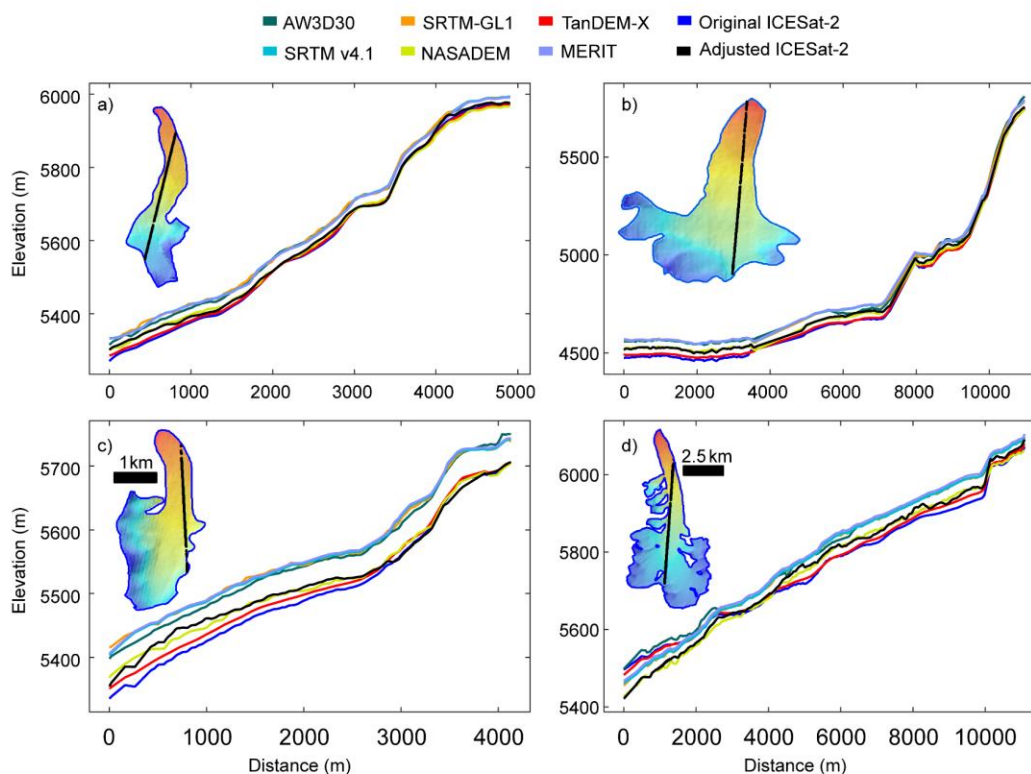 AW3D30 SRTM-GL1 TanDEM-X Original ICESat-2
SRTM v4.1 NASADEM MERIT Adjusted ICESat-2
a)
6000
5800
5600
5400
Elevation (m)
0 1000 2000 3000 4000 5000
b)
5500
5000
4500
0 2000 4000 6000 8000 10000
c)
1km
5700
5600
5500
5400
Elevation (m)
0 1000 2000 3000 4000
Distance (m)
d)
2.5 km
6000
5800
5600
5400
0 2000 4000 6000 8000 10000
Distance (m)